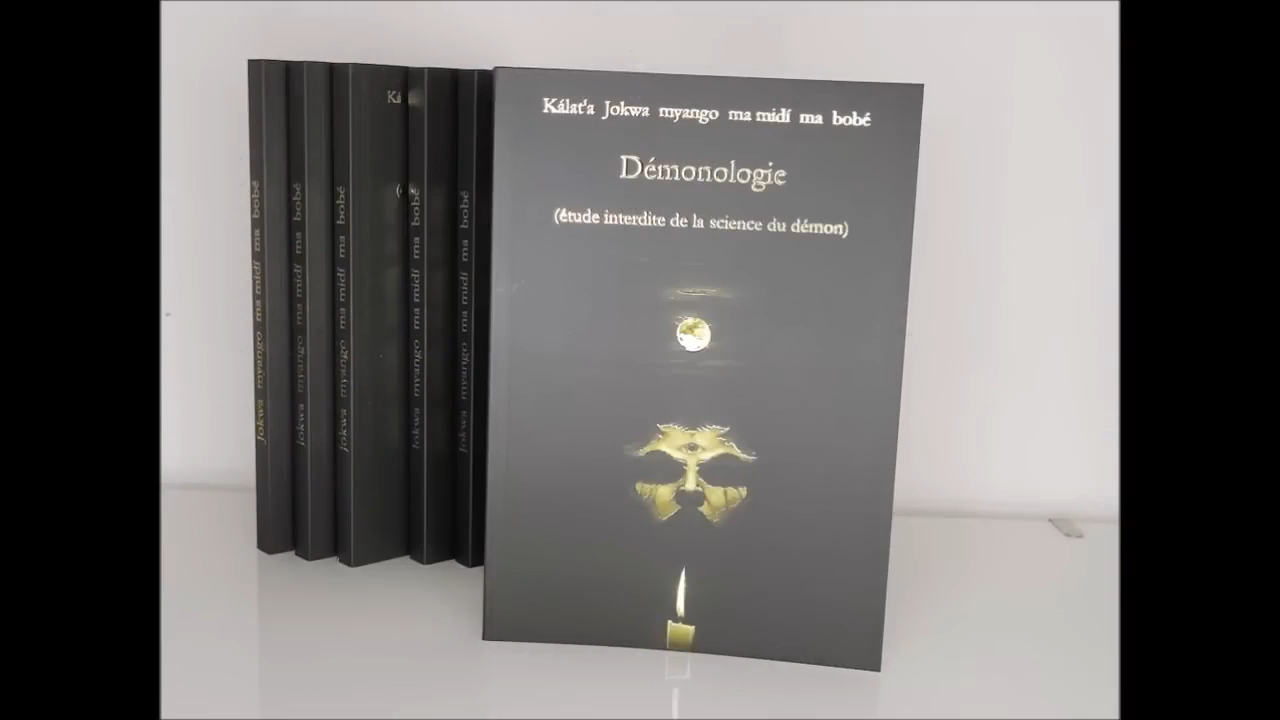 Kálat'a Jokwa myango ma midí ma bobé
Démonologie
(étude interdite de la science du démon)
Jokwa myango ma midí ma bobé
Jokwa myango ma midí ma bobé
Jokwa myango ma midí ma bobé
Ká
Jokwa myango ma midí ma bobé
Jokwa myango ma midí ma bobé